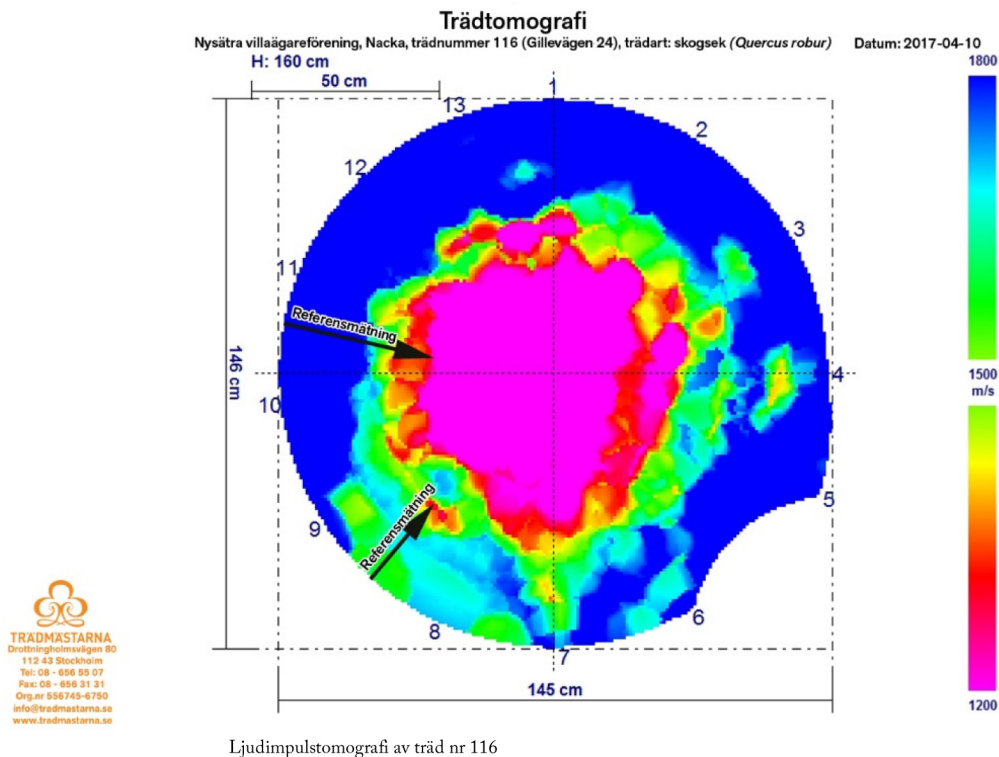 Trädtomografi
Nysätra villaägareförening, Nacka, trädnummer 116 (Gillevägen 24), trädart: skogsek (Quercus robur) Datum: 2017-04-10
H: 160 cm
50 cm
1800
1
13
2
12
3
11
Referensmätning
146 cm
4
1500
m/s
10
5
Referensmätning
9
6
8
7
145 cm
1200
TRÄDMÄSTARNA
Drottningholmsvägen 80
112 43 Stockholm
Tel: 08 - 656 55 07
Fax: 08 - 656 31 31
Org.nr 556745-6750
info@tradmastarna.se
www.tradmastarna.se
Ljudimpulstomografi av träd nr 116